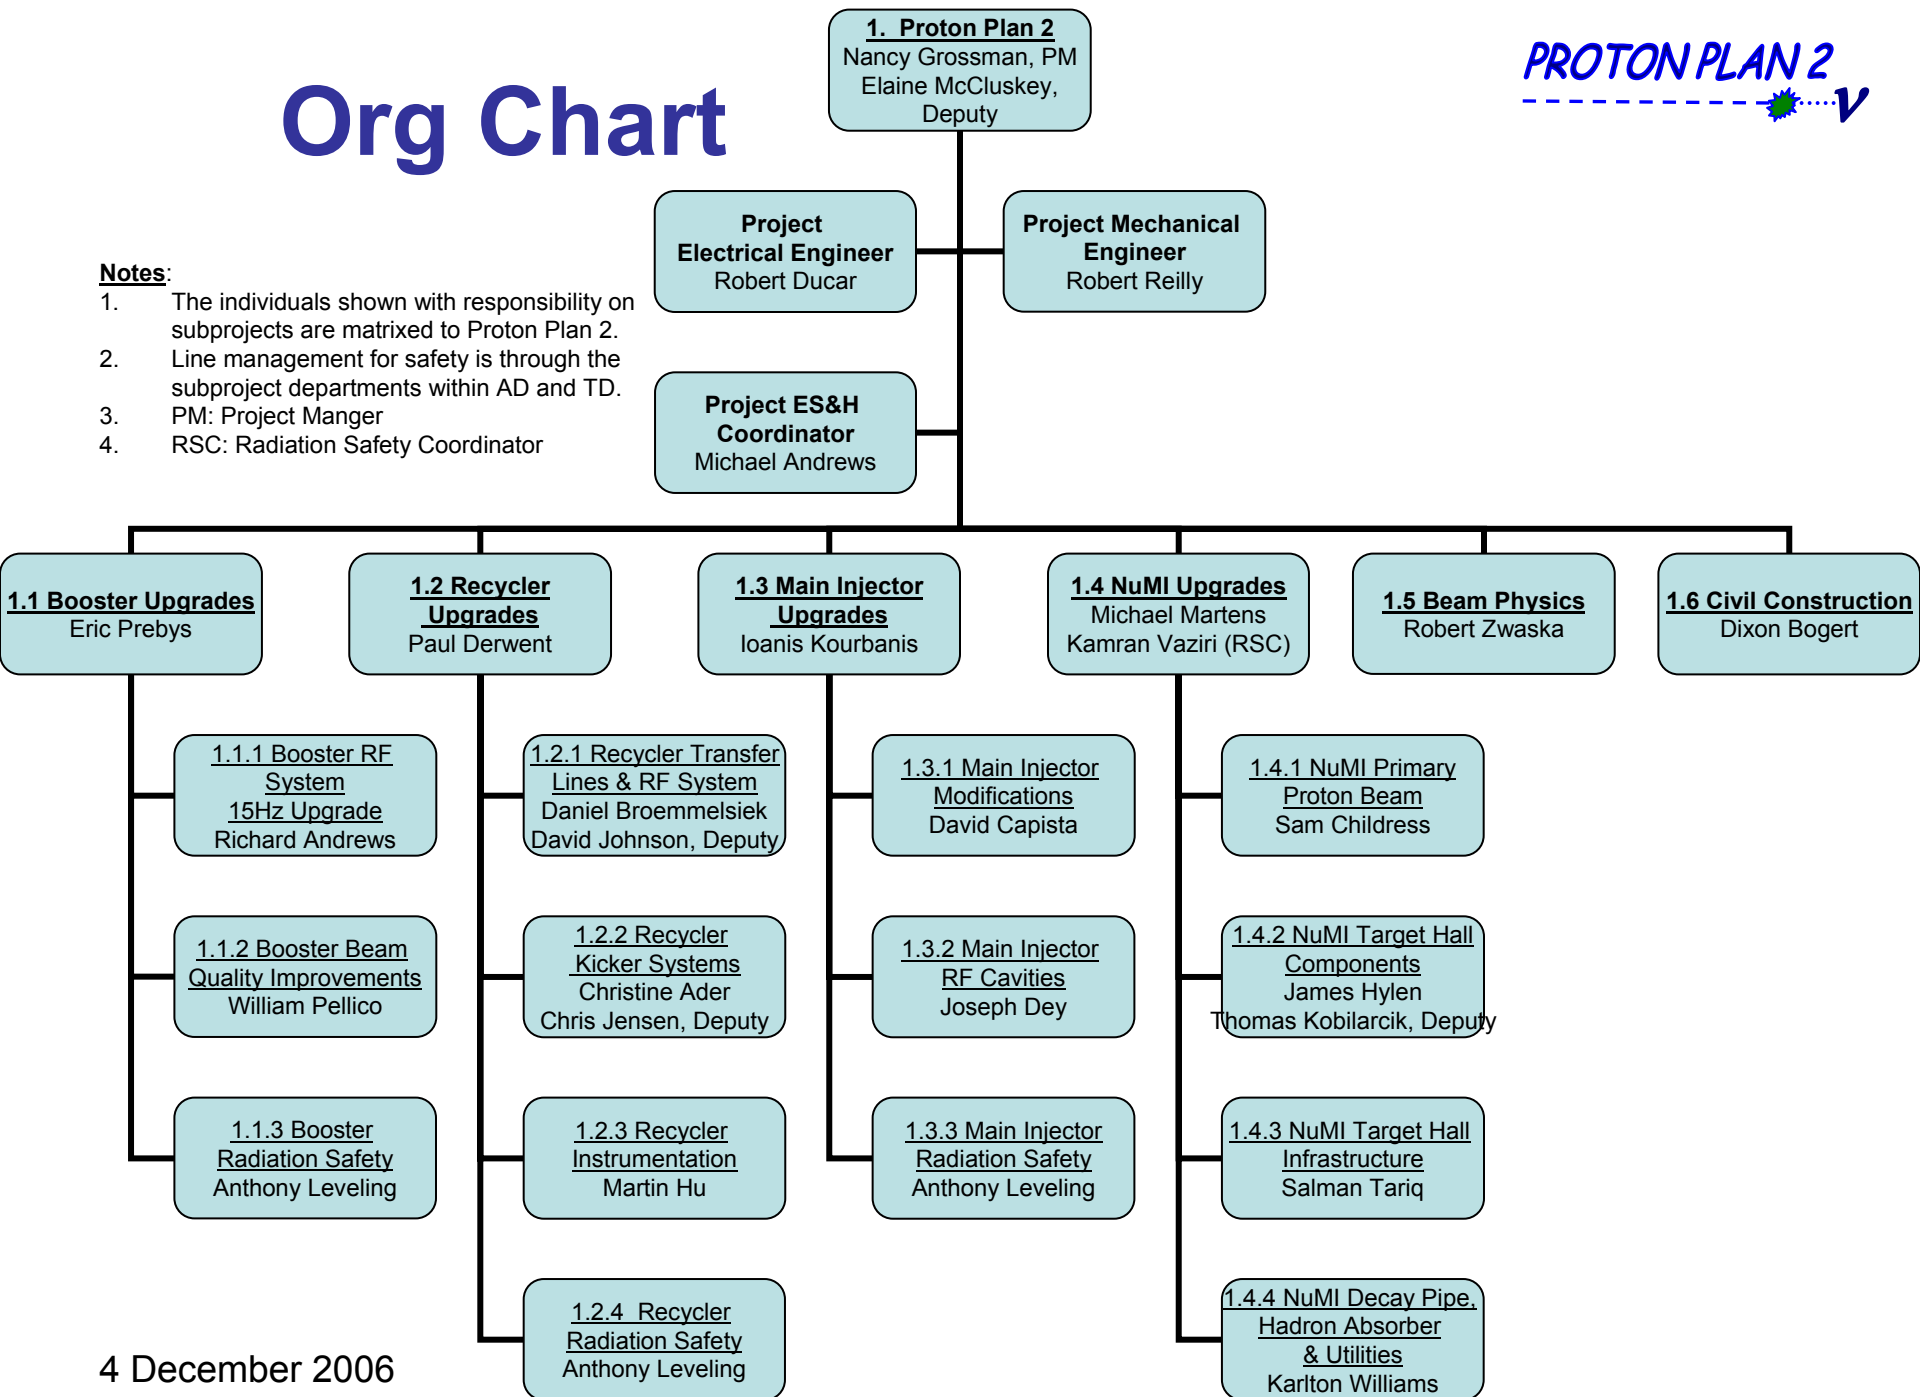 1. Proton Plan 2
Nancy Grossman, PM
Elaine McCluskey,
Deputy
PROTON PLAN 2
ν
Org Chart
Project
Electrical Engineer
Robert Ducar
Project Mechanical
Engineer
Robert Reilly
Notes:
1. The individuals shown with responsibility on
subprojects are matrixed to Proton Plan 2.
2. Line management for safety is through the
subproject departments within AD and TD.
3. PM: Project Manger
4. RSC: Radiation Safety Coordinator
Project ES&H
Coordinator
Michael Andrews
1.1 Booster Upgrades
Eric Prebys
1.2 Recycler
Upgrades
Paul Derwent
1.3 Main Injector
Upgrades
Ioanis Kourbanis
1.4 NuMI Upgrades
Michael Martens
Kamran Vaziri (RSC)
1.5 Beam Physics
Robert Zwaska
1.6 Civil Construction
Dixon Bogert
1.1.1 Booster RF
System
15Hz Upgrade
Richard Andrews
1.2.1 Recycler Transfer
Lines & RF System
Daniel Broemmelsiek
David Johnson, Deputy
1.3.1 Main Injector
Modifications
David Capista
1.4.1 NuMI Primary
Proton Beam
Sam Childress
1.1.2 Booster Beam
Quality Improvements
William Pellico
1.2.2 Recycler
Kicker Systems
Christine Ader
Chris Jensen, Deputy
1.3.2 Main Injector
RF Cavities
Joseph Dey
1.4.2 NuMI Target Hall
Components
James Hylen
Thomas Kobilarcik, Deputy
1.1.3 Booster
Radiation Safety
Anthony Leveling
1.2.3 Recycler
Instrumentation
Martin Hu
1.3.3 Main Injector
Radiation Safety
Anthony Leveling
1.4.3 NuMI Target Hall
Infrastructure
Salman Tariq
1.2.4 Recycler
Radiation Safety
Anthony Leveling
1.4.4 NuMI Decay Pipe,
Hadron Absorber
& Utilities
Karlton Williams
4 December 2006